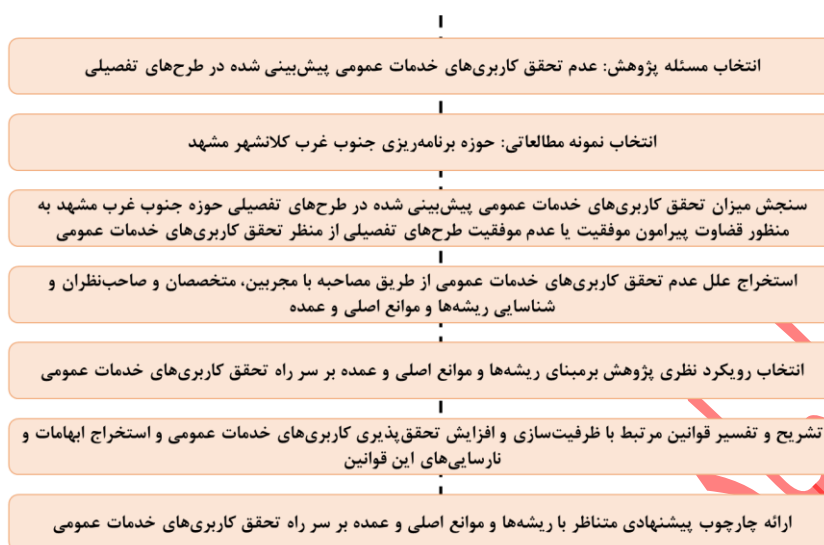 انتخاب مسئله پژوهش: عدم تحقق کاربری‌های خدمات عمومی پیش‌بینی شده در طرح‌های تفصیلی
انتخاب نمونه مطالعاتی: حوزه برنامه‌ریزی جنوب غرب کلانشهر مشهد
سنجش میزان تحقق کاربری‌های خدمات عمومی پیش‌بینی شده در طرح‌های تفصیلی حوزه جنوب غرب مشهد به
منظور قضاوت پیرامون موفقیت یا عدم موفقیت طرح‌های تفصیلی از منظر تحقق کاربری‌های خدمات عمومی
استخراج علل عدم تحقق کاربری‌های خدمات عمومی از طریق مصاحبه با مجربین، متخصصان و صاحب‌نظران و
شناسایی ریشه‌ها و موانع اصلی و عمده
انتخاب رویکرد نظری پژوهش برمبنای ریشه‌ها و موانع اصلی و عمده بر سر راه تحقق کاربری‌های خدمات عمومی
تشریح و تفسیر قوانین مرتبط با ظرفیت‌سازی و افزایش تحقق‌پذیری کاربری‌های خدمات عمومی و استخراج ابهامات و
نارسایی‌های این قوانین
ارائه چارچوب پیشنهادی متناظر با ریشه‌ها و موانع اصلی و عمده بر سر راه تحقق کاربری‌های خدمات عمومی